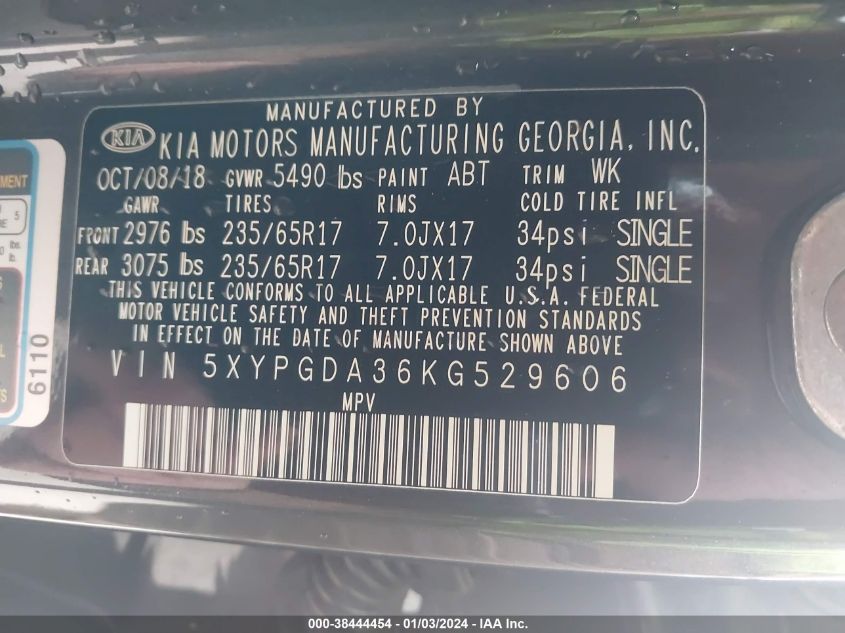 MANUFACTURED BY
KIA KIA MOTORS MANUFACTURING GEORGIA, INC.
OCT/08/18 GVWR 5490 lbs PAINT ABT TRIM WK
GAWR TIRES RIMS COLD TIRE INFL
FRONT 2976 lbs 235/65R17 7.0JX17 34psi SINGLE
REAR 3075 lbs 235/65R17 7.0JX17 34psi SINGLE
THIS VEHICLE CONFORMS TO ALL APPLICABLE U.S.A. FEDERAL
MOTOR VEHICLE SAFETY AND THEFT PREVENTION STANDARDS
IN EFFECT ON THE DATE OF MANUFACTURE SHOWN ABOVE
VIN 5XYPGDA36KG529606
MPV
6110
000-38444454 - 01/03/2024 - IAA Inc.